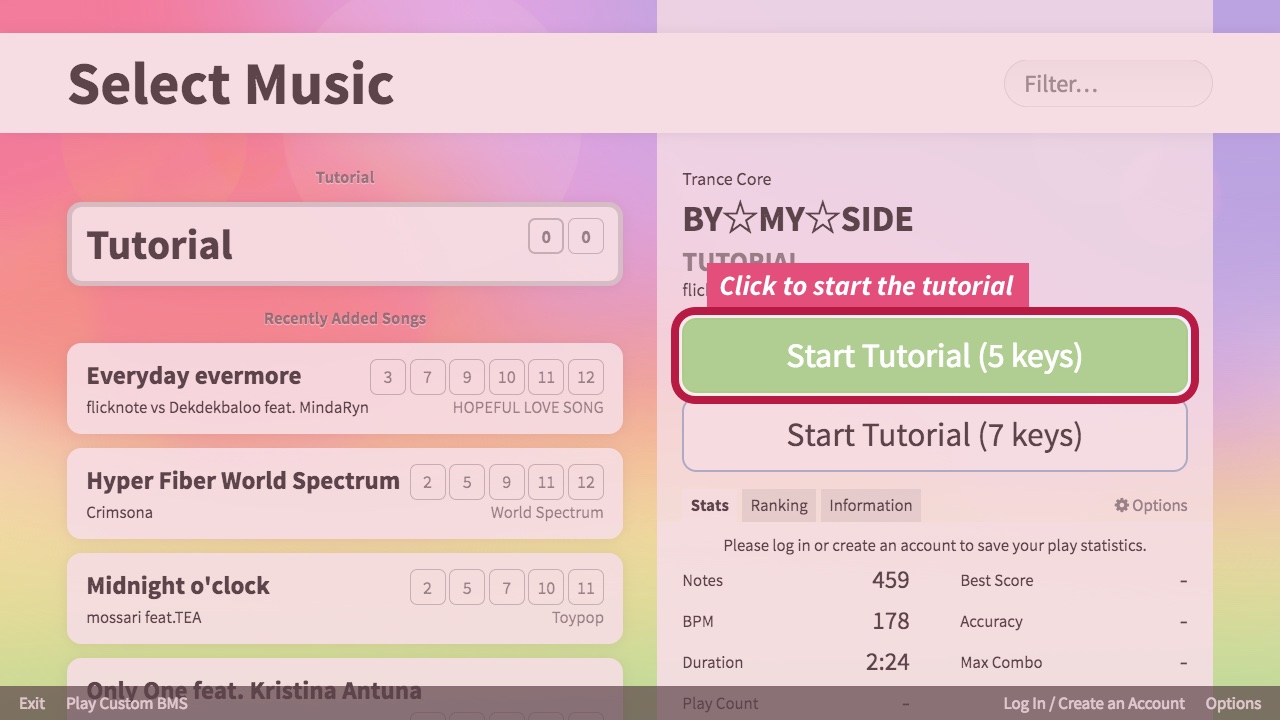 Select Music
Filter…
Tutorial
Tutorial
0 0
Recently Added Songs
Everyday evermore
3 7 9 10 11 12
flicknote vs Dekdekbaloo feat. MindaRyn
HOPEFUL LOVE SONG
Hyper Fiber World Spectrum
2 5 9 11 12
Crimsona
World Spectrum
Midnight o'clock
2 5 7 10 11
mossari feat.TEA
Toypop
Only One feat. Kristina Antuna
Trance Core
BY☆MY☆SIDE
TUTORIAL
Click to start the tutorial
Start Tutorial (5 keys)
Start Tutorial (7 keys)
Stats Ranking Information Options
Please log in or create an account to save your play statistics.
Notes 459 Best Score -
BPM 178 Accuracy -
Duration 2:24 Max Combo -
Play Count -
Exit Play Custom BMS Log In / Create an Account Options